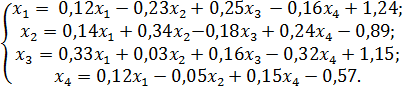 x₁ = 0,12x₁ − 0,23x₂ + 0,25x₃ − 0,16x₄ + 1,24;
x₂ = 0,14x₁ + 0,34x₂−0,18x₃ + 0,24x₄ − 0,89;
x₃ = 0,33x₁ + 0,03x₂ + 0,16x₃ − 0,32x₄ + 1,15;
x₄ = 0,12x₁ − 0,05x₂ + 0,15x₄ − 0,57.